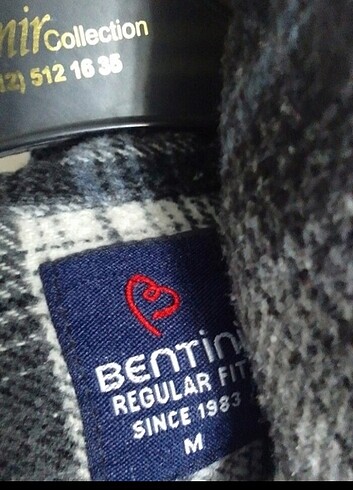 Collection
512 16 35
BENTINI
REGULAR FIT
SINCE 1983
M